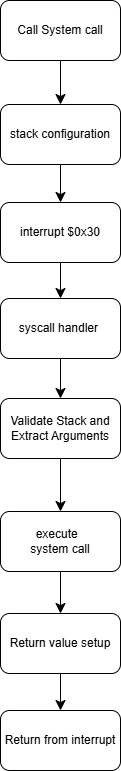 Call System call
stack configuration
interrupt $0x30
syscall handler
Validate Stack and
Extract Arguments
execute
system call
Return value setup
Return from interrupt